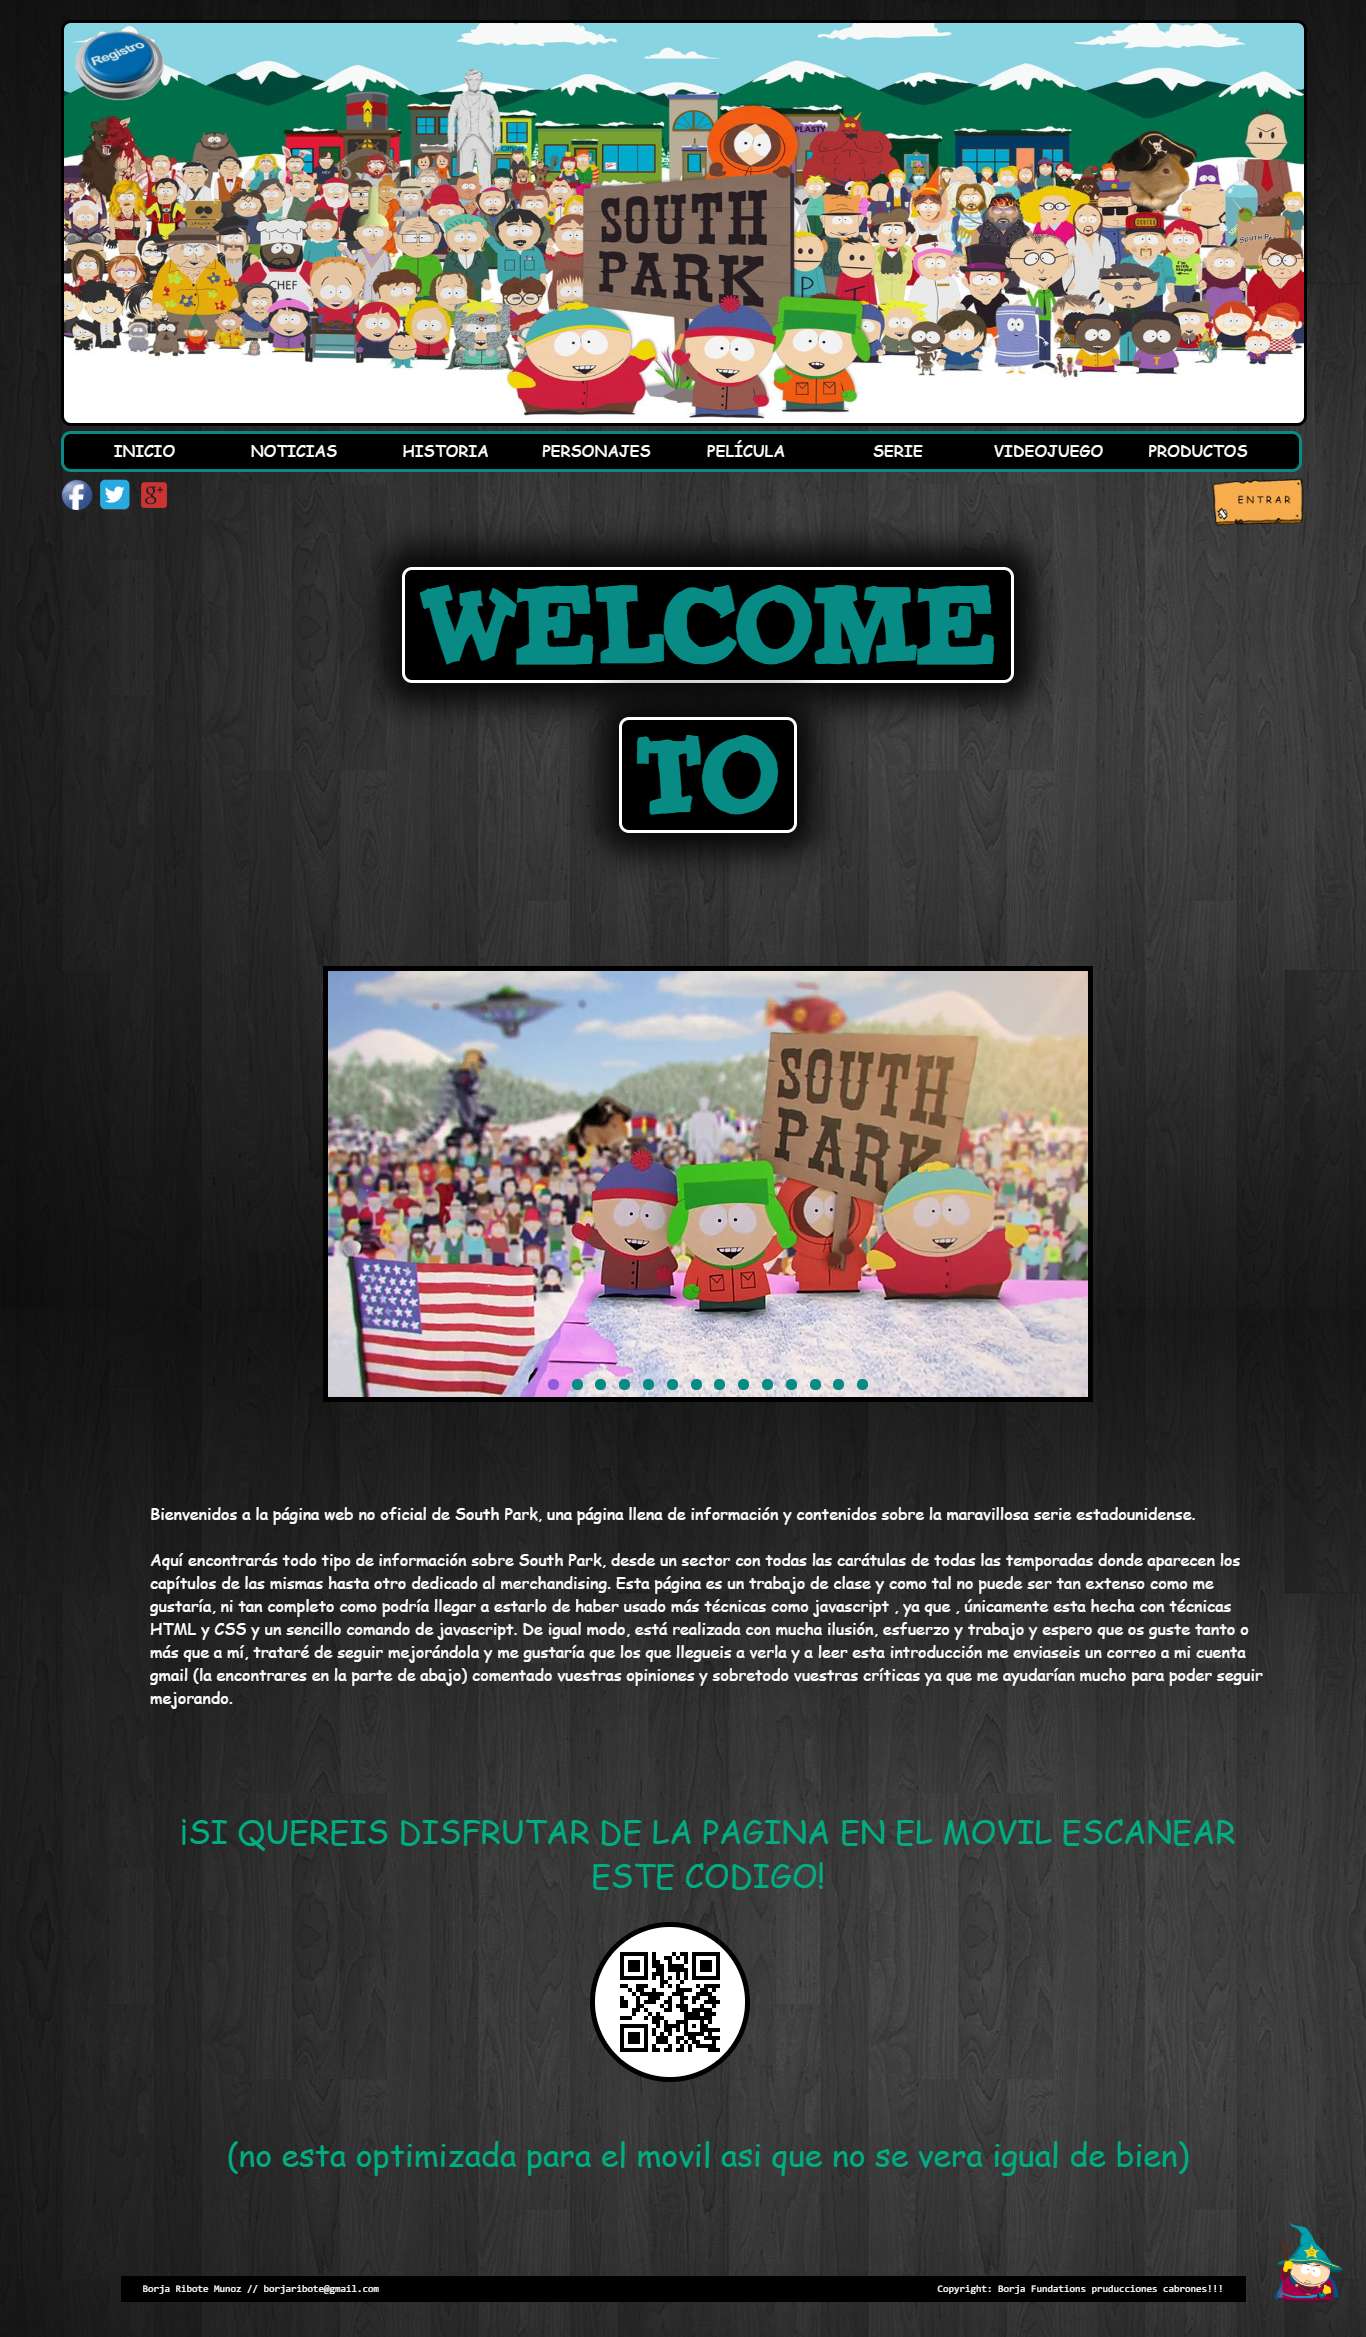 Registro
PLASTY
SOUTH
PARK
CHEF
P T
INICIO NOTICIAS HISTORIA PERSONAJES PELÍCULA SERIE VIDEOJUEGO PRODUCTOS
ENTRAR
WELCOME
TO
SOUTH
PARK
Bienvenidos a la página web no oficial de South Park, una página llena de información y contenidos sobre la maravillosa serie estadounidense.
Aquí encontrarás todo tipo de información sobre South Park, desde un sector con todas las carátulas de todas las temporadas donde aparecen los
capítulos de las mismas hasta otro dedicado al merchandising. Esta página es un trabajo de clase y como tal no puede ser tan extenso como me
gustaría, ni tan completo como podría llegar a estarlo de haber usado más técnicas como javascript , ya que , únicamente esta hecha con técnicas
HTML y CSS y un sencillo comando de javascript. De igual modo, está realizada con mucha ilusión, esfuerzo y trabajo y espero que os guste tanto o
más que a mí, trataré de seguir mejorándola y me gustaría que los que llegueis a verla y a leer esta introducción me enviaseis un correo a mi cuenta
gmail (la encontrares en la parte de abajo) comentado vuestras opiniones y sobretodo vuestras críticas ya que me ayudarían mucho para poder seguir
mejorando.
¡SI QUEREIS DISFRUTAR DE LA PAGINA EN EL MOVIL ESCANEAR
ESTE CODIGO!
(no esta optimizada para el movil asi que no se vera igual de bien)
Borja Ribote Munoz // borjaribote@gmail.com Copyright: Borja Fundations pruducciones cabrones!!!